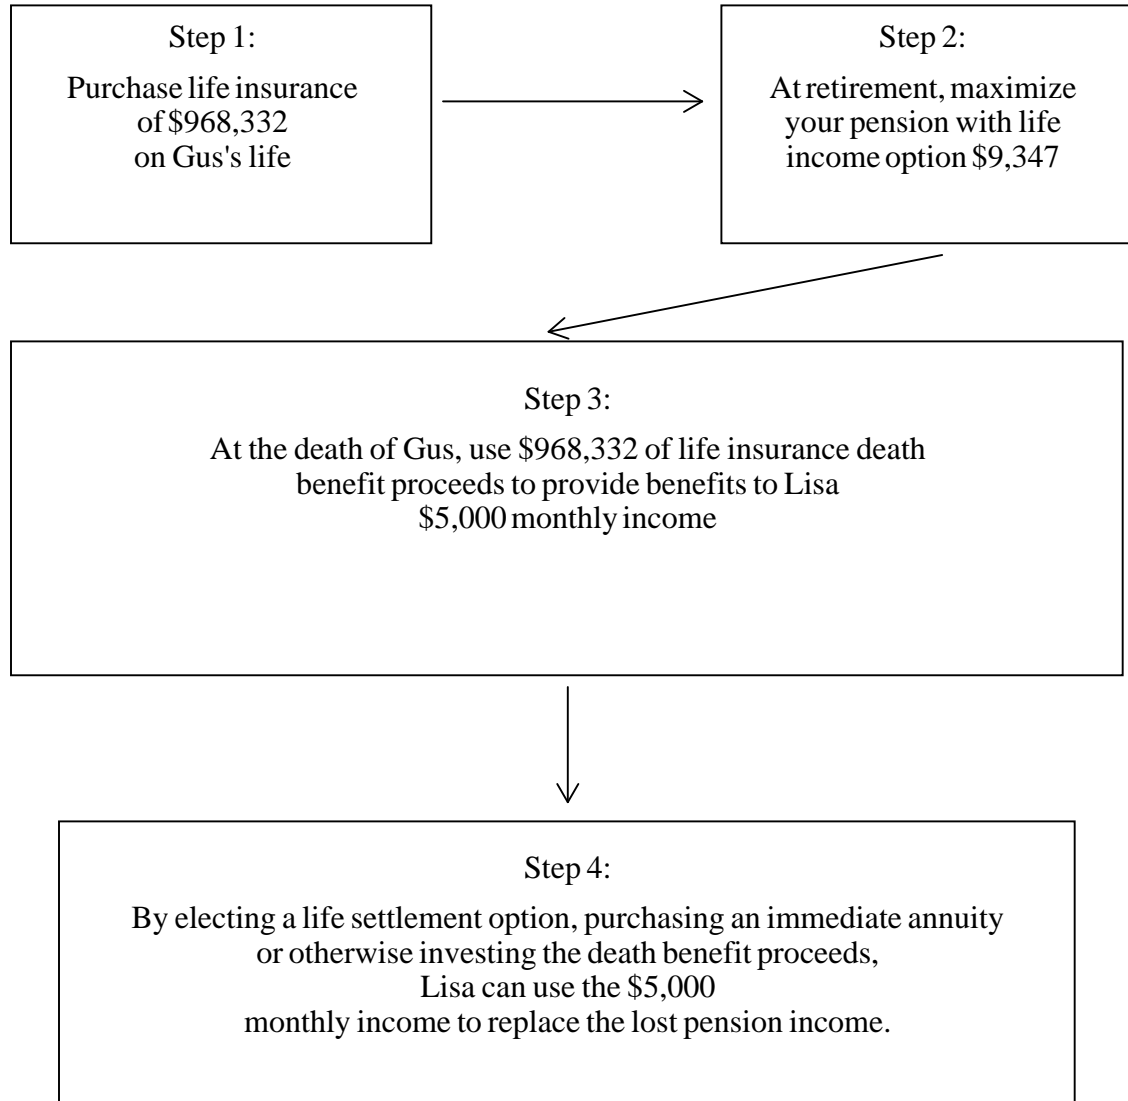 Step 1:
Purchase life insurance
of $968,332
on Gus's life
Step 2:
At retirement, maximize
your pension with life
income option $9,347
Step 3:
At the death of Gus, use $968,332 of life insurance death
benefit proceeds to provide benefits to Lisa
$5,000 monthly income
Step 4:
By electing a life settlement option, purchasing an immediate annuity
or otherwise investing the death benefit proceeds,
Lisa can use the $5,000
monthly income to replace the lost pension income.